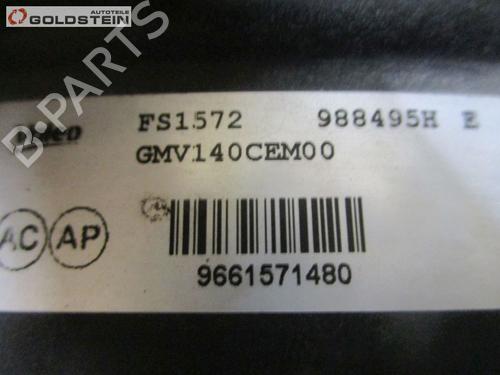 AUTOTEILE
GOLDSTEIN
B-PARTS
FS1572 988495H E
GMV140CEM00
AC AP
9661571480